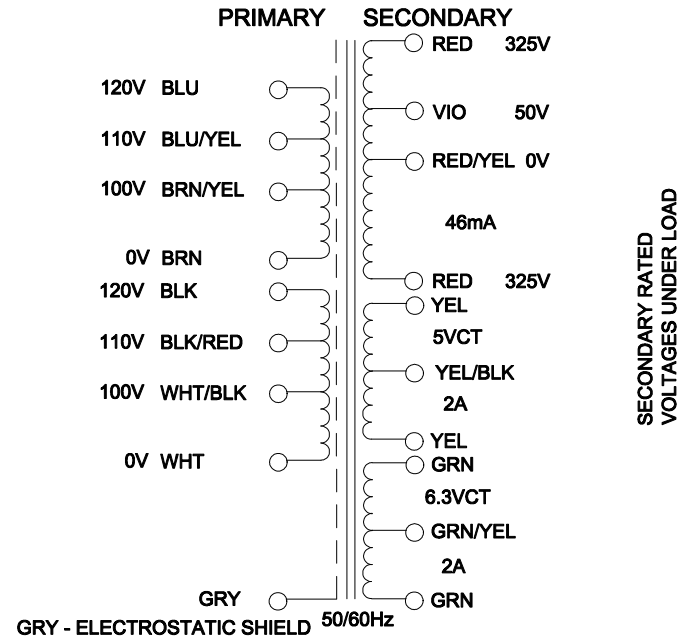 PRIMARY SECONDARY
RED 325V
120V BLU
VIO 50V
110V BLU/YEL
RED/YEL 0V
100V BRN/YEL
46mA
0V BRN
RED 325V
120V BLK
YEL
5VCT
110V BLK/RED
YEL/BLK
100V WHT/BLK
2A
YEL
0V WHT
GRN
6.3VCT
GRN/YEL
2A
GRY
GRN
GRY - ELECTROSTATIC SHIELD
50/60Hz
SECONDARY RATED
VOLTAGES UNDER LOAD